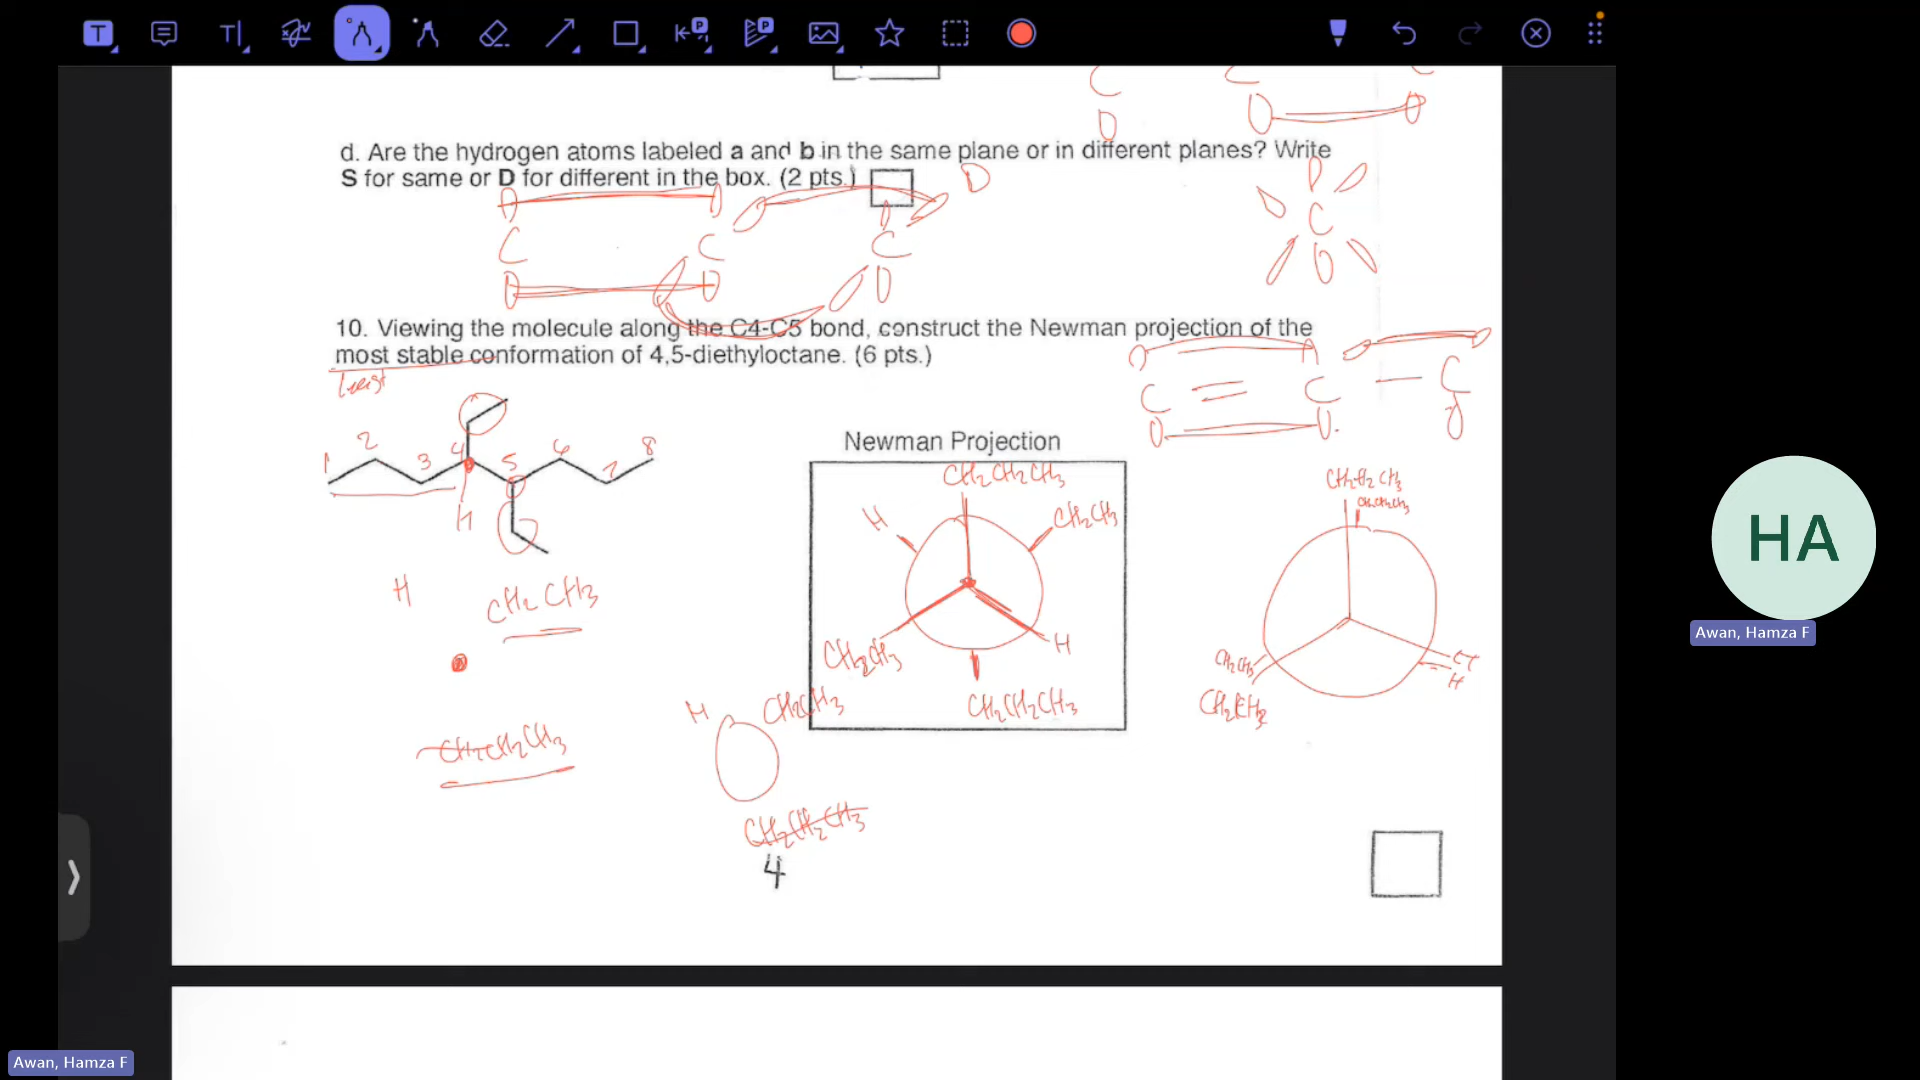 d. Are the hydrogen atoms labeled a and b in the same plane or in different planes? Write
S for same or D for different in the box. (2 pts.)
D
C
C
C
C
10. Viewing the molecule along the C4-C5 bond, construct the Newman projection of the
most stable conformation of 4,5-diethyloctane. (6 pts.)
least
C
C
C
1 2 3 4 5 6 7 8
H
Newman Projection
CH2CH2CH3
H
CH2CH3
CH2CH3
H
CH2CH2CH3
CH2CH2CH3
CH2CH2CH3
CH2CH3
CH2CH3
H
H
CH2CH3
CH2CH2CH3
H
CH2CH3
CH2CH2CH3
4
HA
Awan, Hamza F
Awan, Hamza F